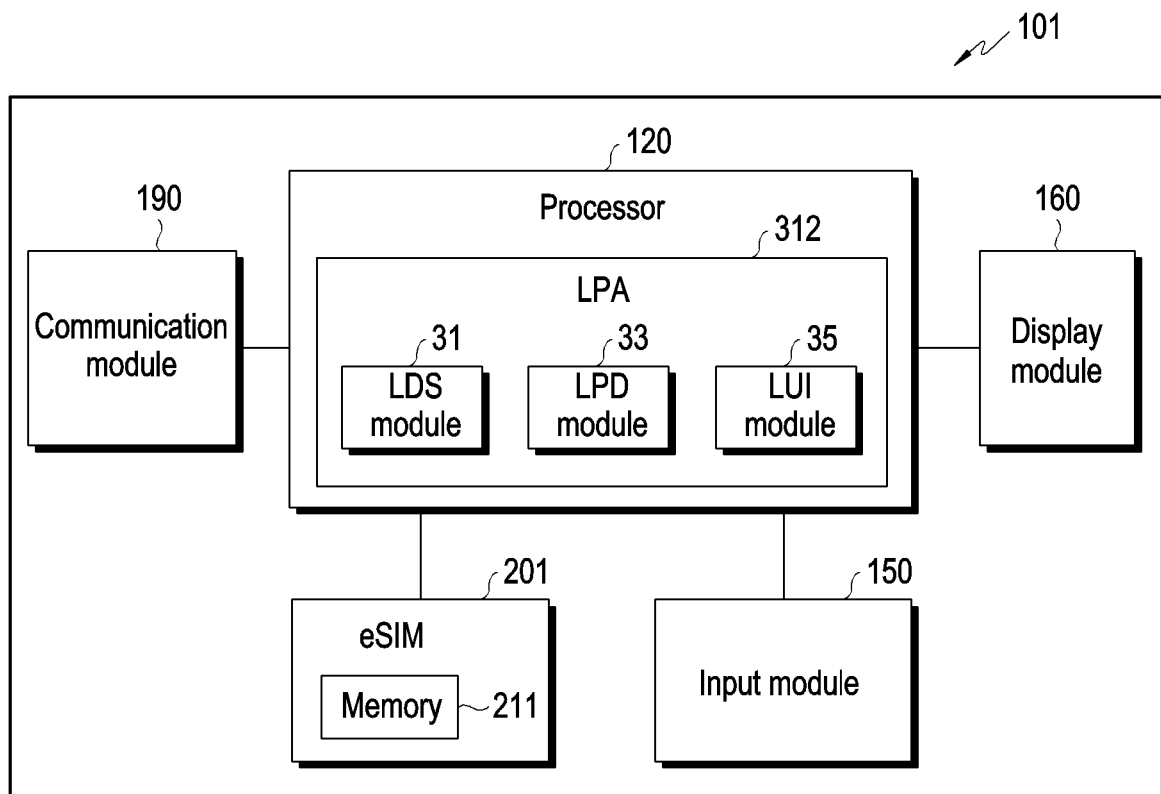 101
120
Processor
190
Communication
module
312
LPA
31
LDS
module
33
LPD
module
35
LUI
module
160
Display
module
201
eSIM
Memory
211
150
Input module